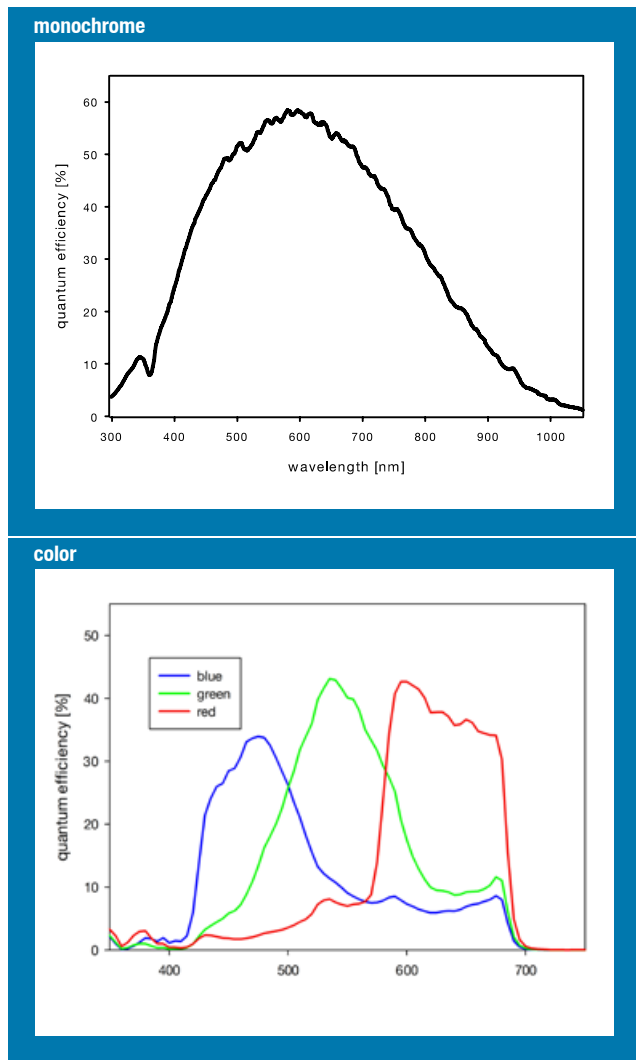 monochrome
quantum efficiency [%]
60
50
40
30
20
10
0
300 400 500 600 700 800 900 1000
wavelength [nm]
color
quantum efficiency [%]
50
40
30
20
10
0
blue
green
red
400 500 600 700